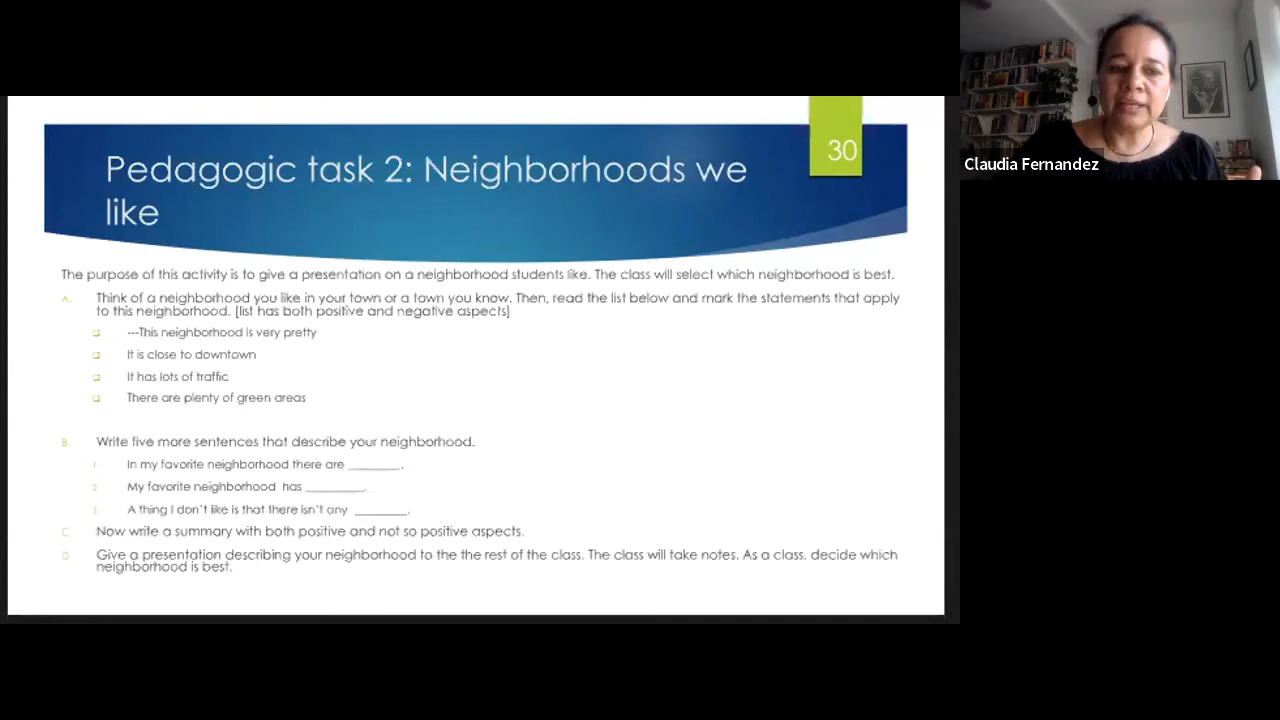 30
Pedagogic task 2: Neighborhoods we
like
The purpose of this activity is to give a presentation on a neighborhood students like. The class will select which neighborhood is best.
A. Think of a neighborhood you like in your town or a town you know. Then, read the list below and mark the statements that apply
to this neighborhood. [list has both positive and negative aspects]
---This neighborhood is very pretty
It is close to downtown
It has lots of traffic
There are plenty of green areas
B. Write five more sentences that describe your neighborhood.
1. In my favorite neighborhood there are ________.
2. My favorite neighborhood has _________.
3. A thing I don't like is that there isn't any ________.
C. Now write a summary with both positive and not so positive aspects.
D. Give a presentation describing your neighborhood to the the rest of the class. The class will take notes. As a class, decide which
neighborhood is best.
Claudia Fernandez